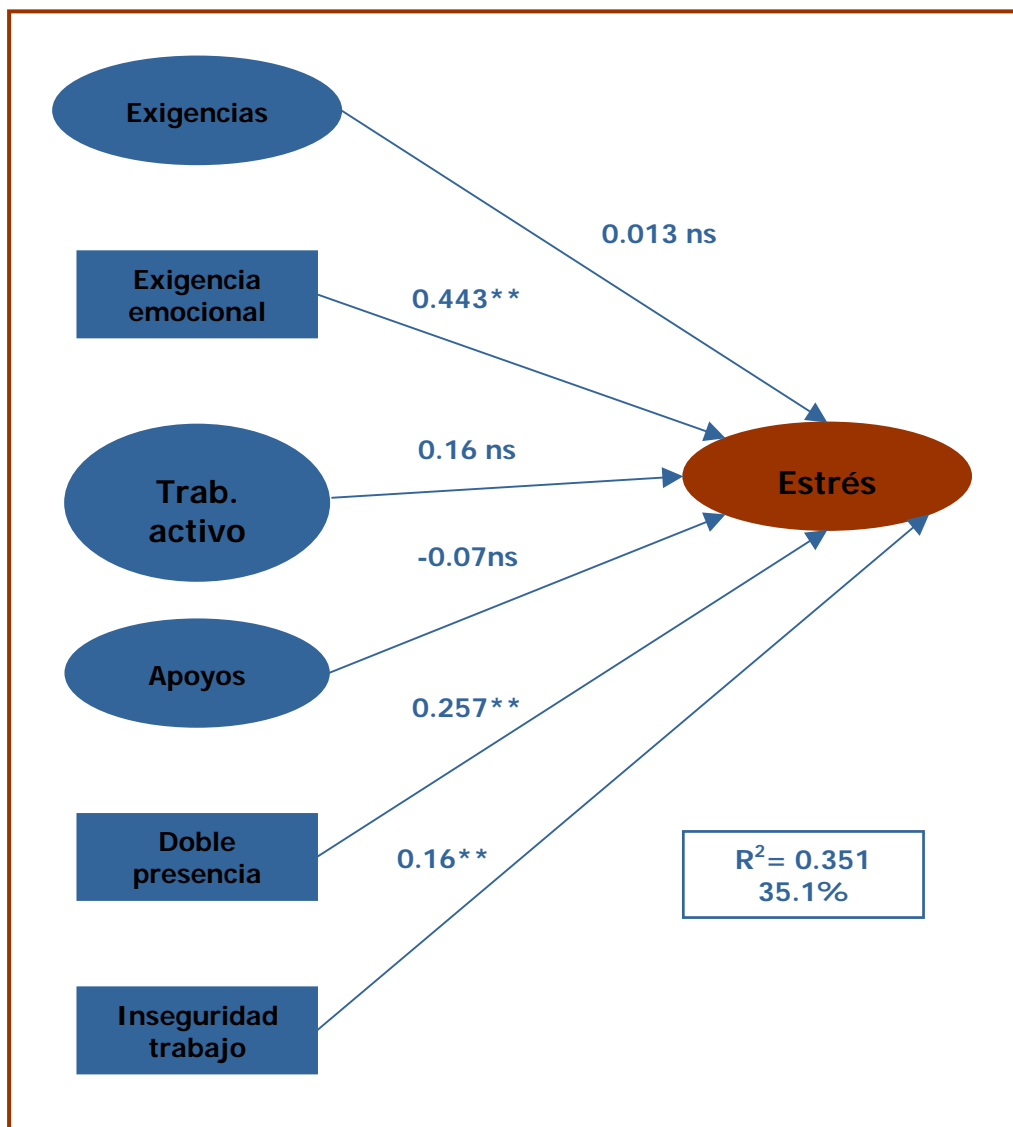 Exigencias
0.013 ns
Exigencia
emocional
0.443**
Trab.
activo
0.16 ns
Estrés
-0.07ns
Apoyos
0.257**
Doble
presencia
0.16**
R²= 0.351
35.1%
Inseguridad
trabajo